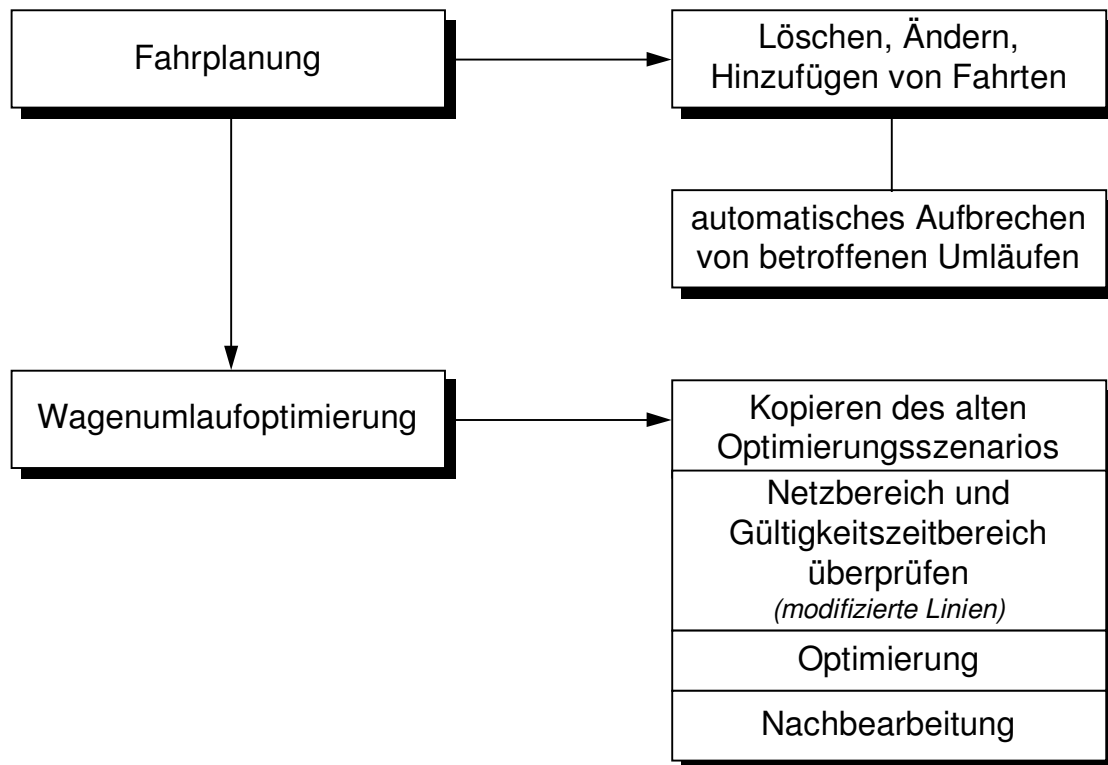 Fahrplanung
Löschen, Ändern,
Hinzufügen von Fahrten
automatisches Aufbrechen
von betroffenen Umläufen
Wagenumlaufoptimierung
Kopieren des alten
Optimierungsszenarios
Netzbereich und
Gültigkeitszeitbereich
überprüfen
(modifizierte Linien)
Optimierung
Nachbearbeitung